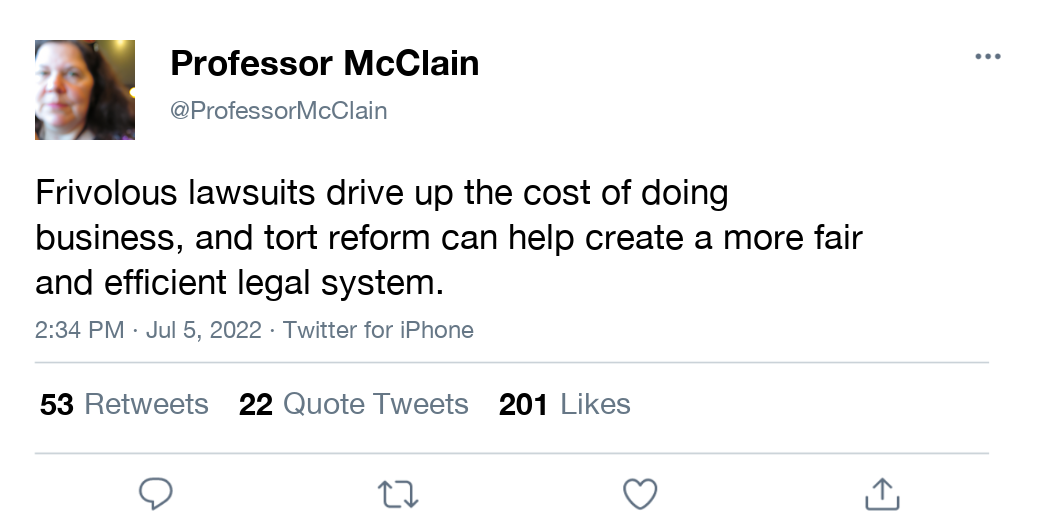 Professor McClain
@ProfessorMcClain
Frivolous lawsuits drive up the cost of doing
business, and tort reform can help create a more fair
and efficient legal system.
2:34 PM · Jul 5, 2022 · Twitter for iPhone
53 Retweets 22 Quote Tweets 201 Likes